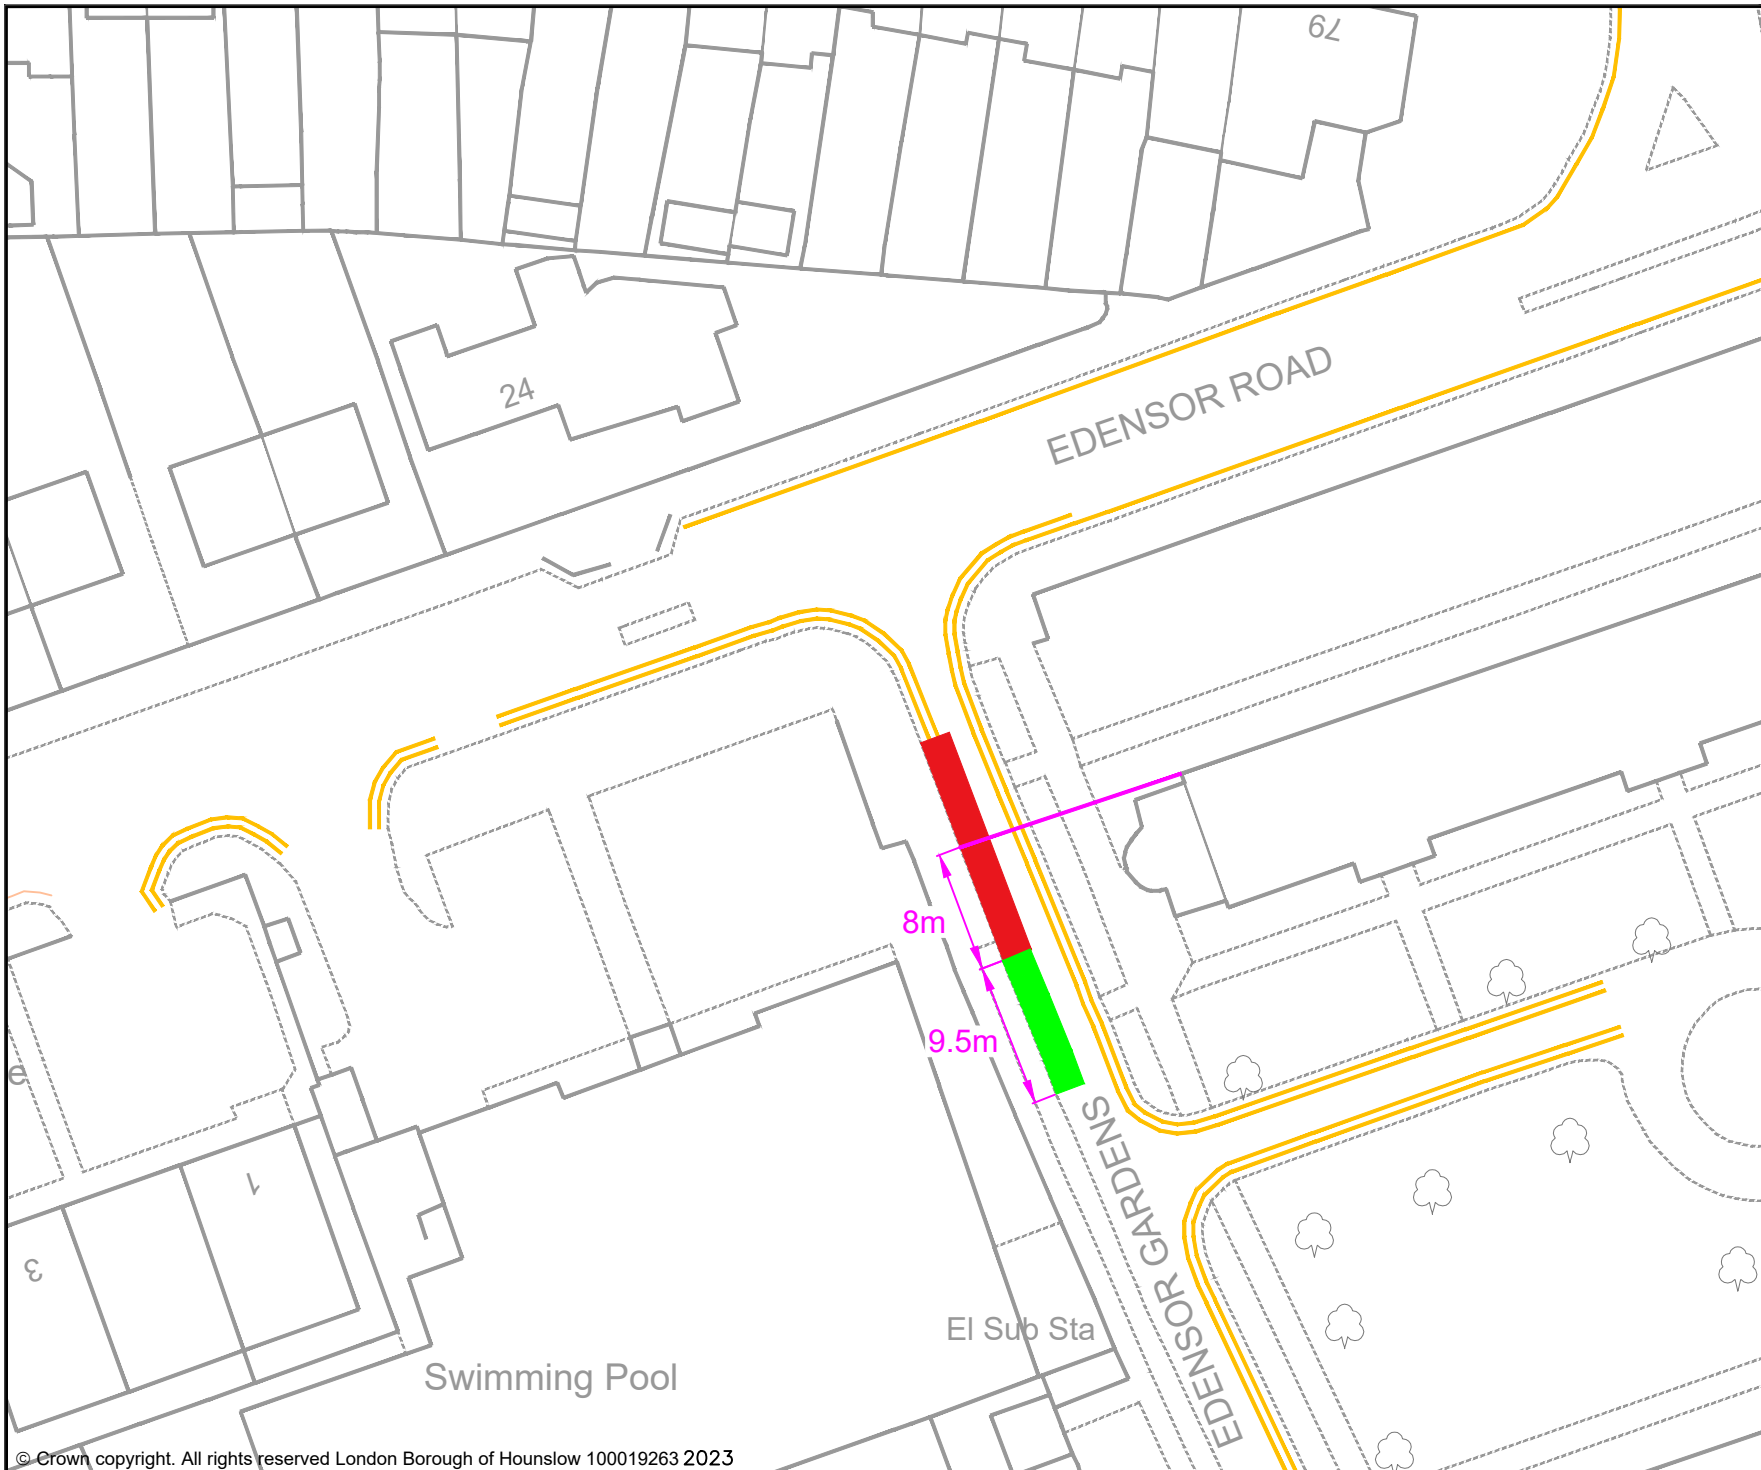 79
24
EDENSOR ROAD
8m
9.5m
e
EDENSOR GARDENS
1
3
El Sub Sta
Swimming Pool
© Crown copyright. All rights reserved London Borough of Hounslow 100019263 2023